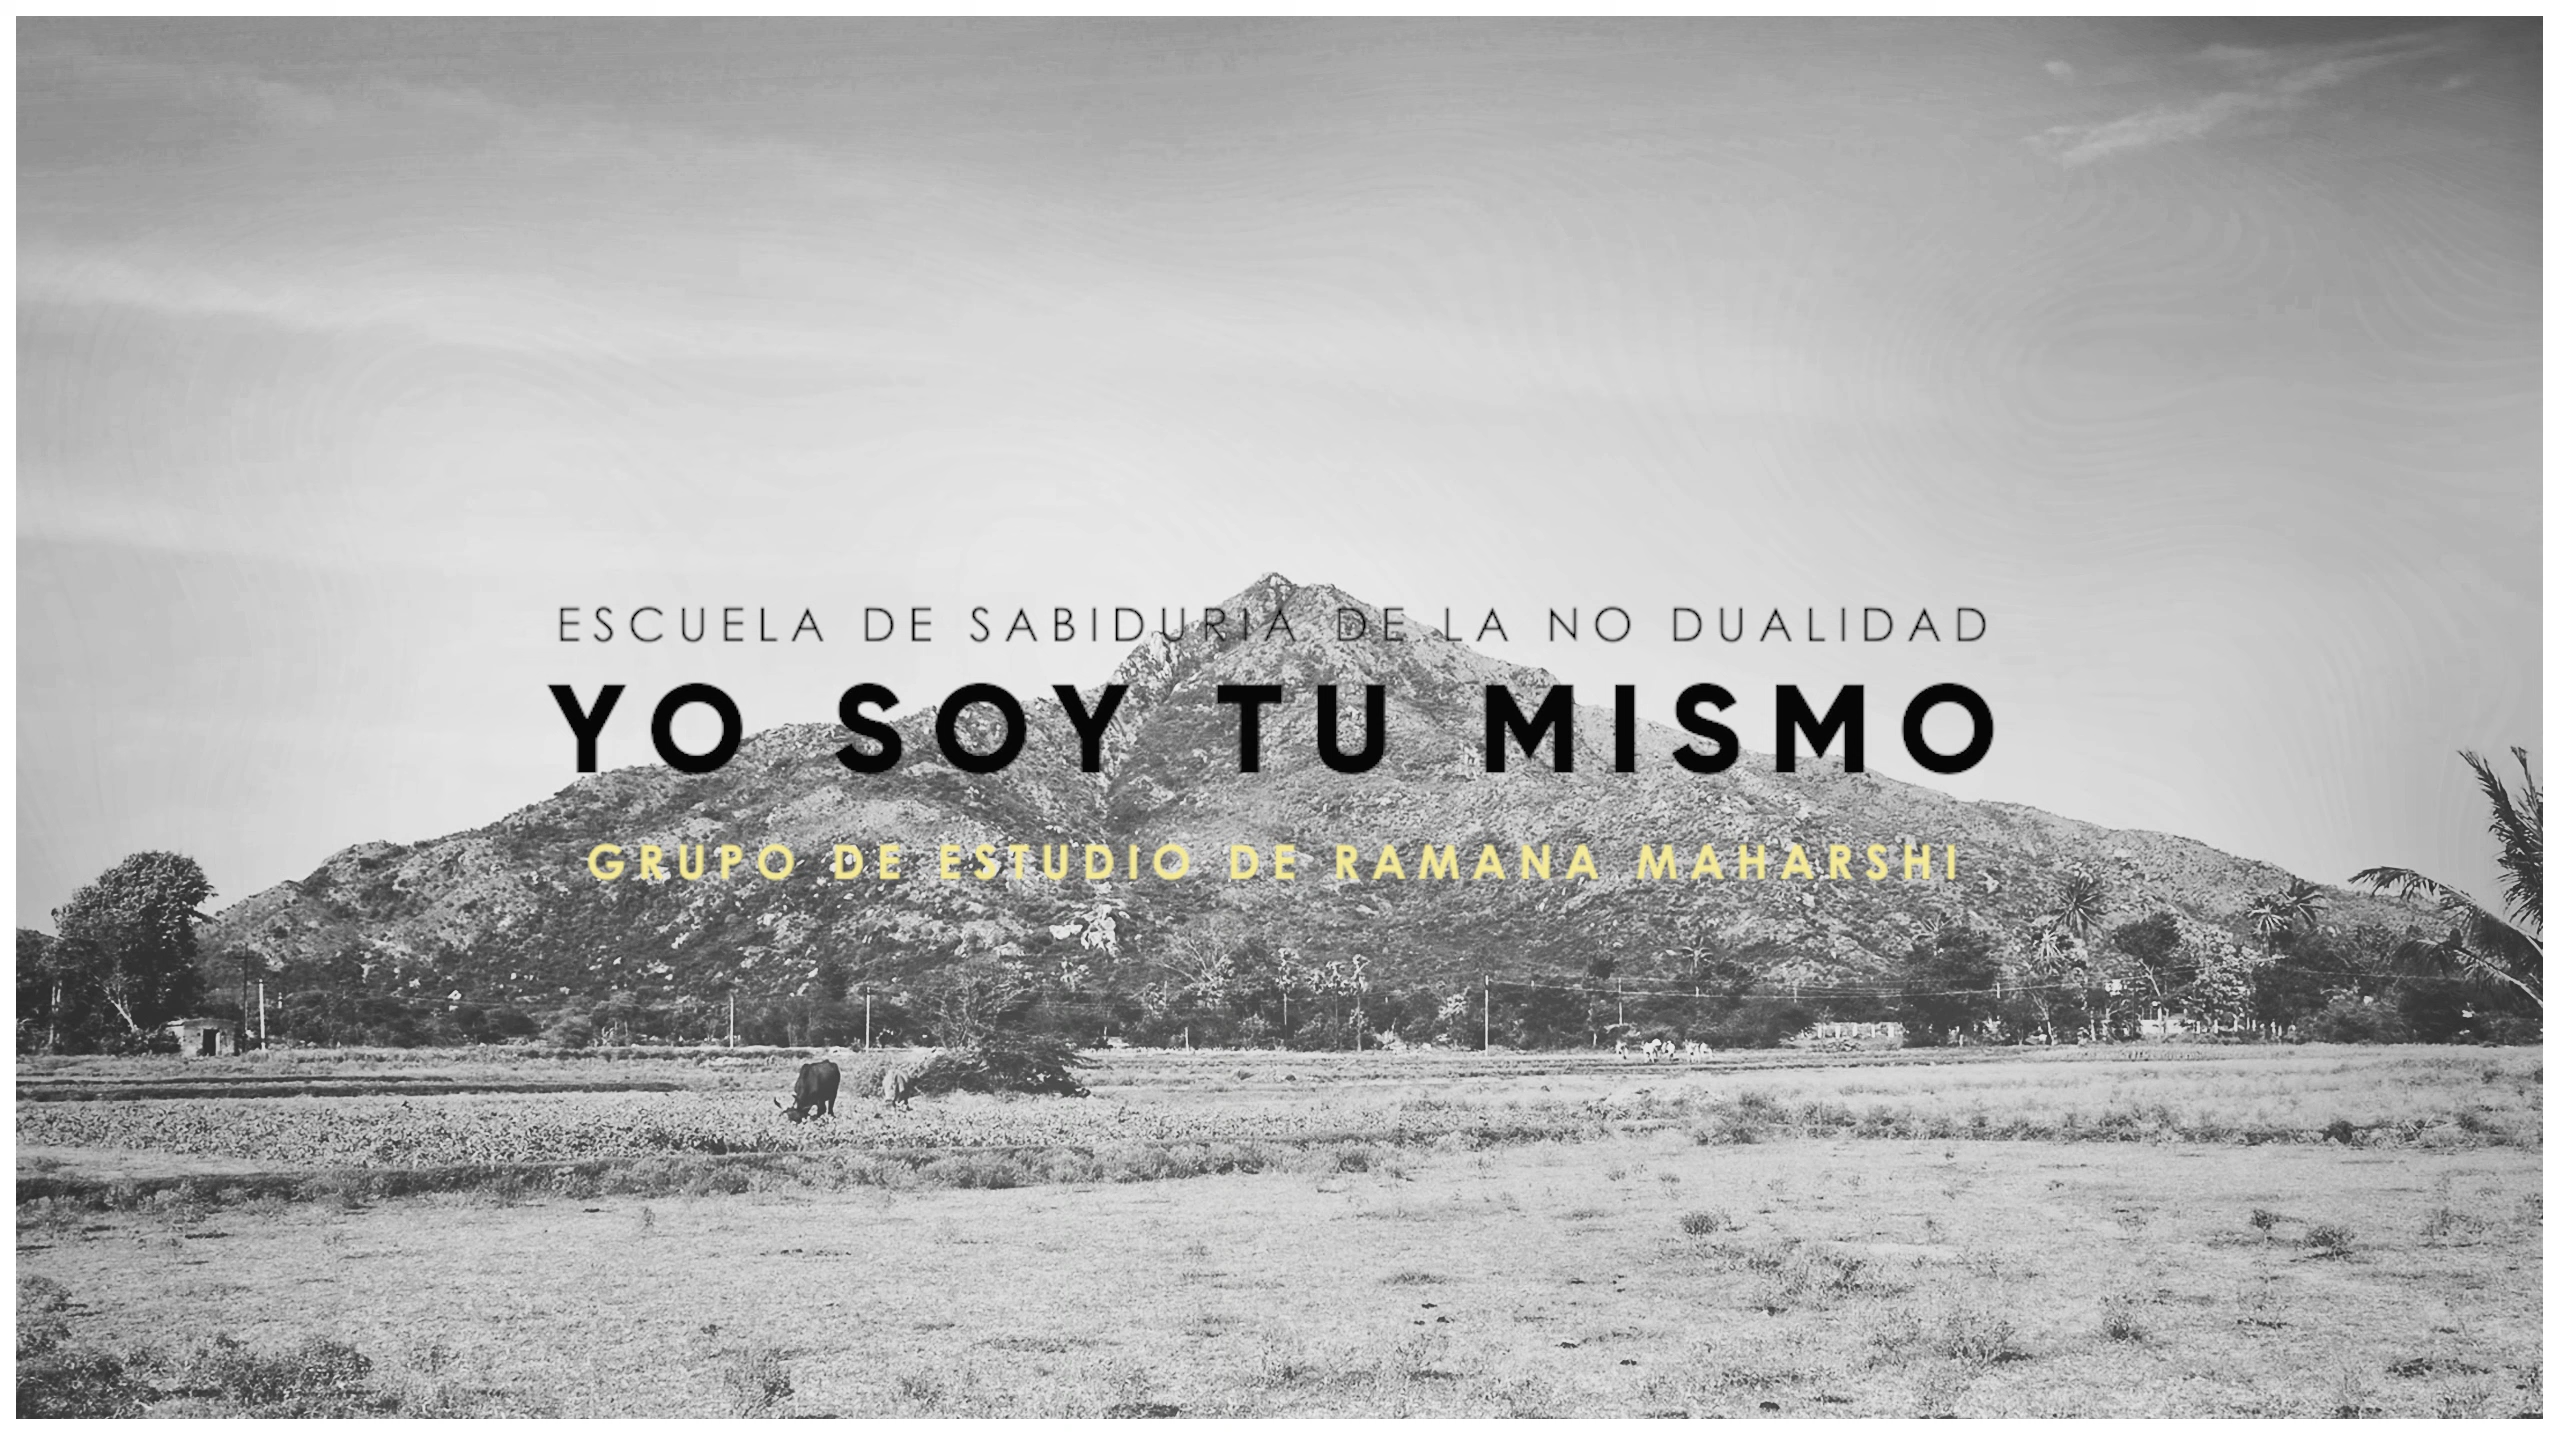 ESCUELA DE SABIDURIA DE LA NO DUALIDAD
YO SOY TU MISMO
GRUPO DE ESTUDIO DE RAMANA MAHARSHI